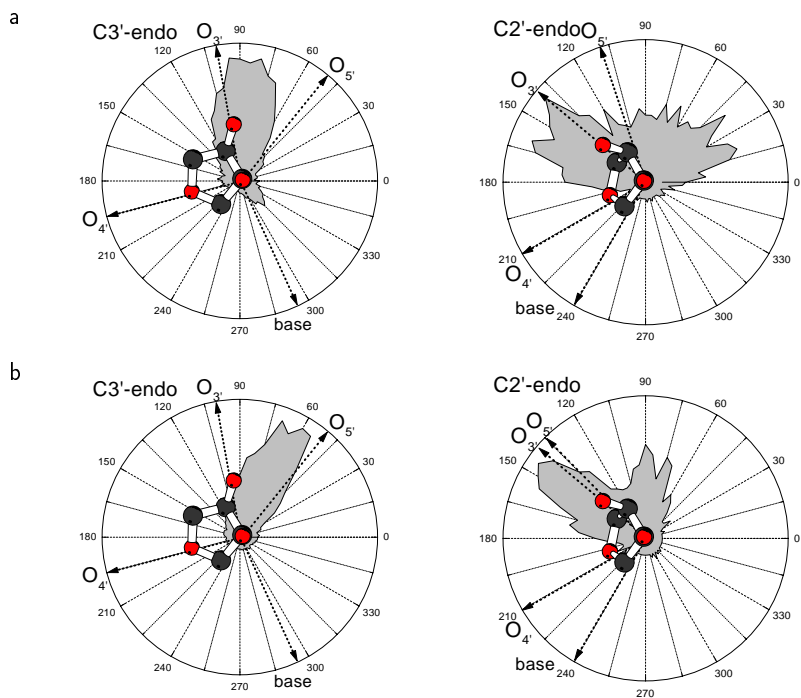 a
C3'-endo O3' 90
120 60
O5'
150 30
180 0
O4'
210 330
240 300
270 base
C2'-endo O5' 90
120 60
O3'
150 30
180 0
210 330
O4'
base 240 300
270
b
C3'-endo O3' 90
120 60
O5'
150 30
180 0
O4'
210 330
240 300
270 base
C2'-endo 90
120 60
O5'
O3'
150 30
180 0
210 330
O4'
base
240 300
270